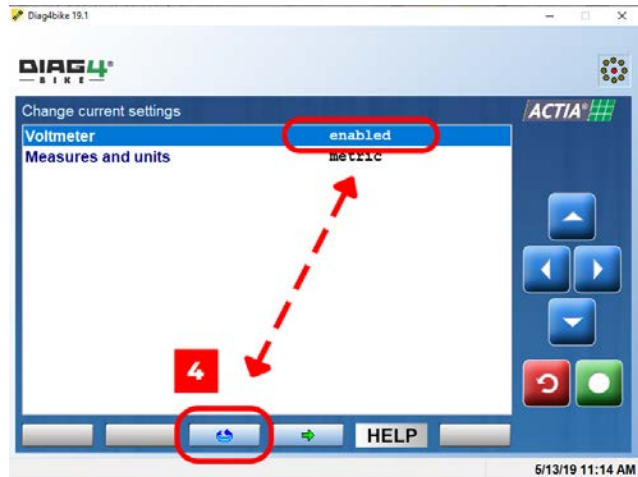 Diag4bike 19.1
DIAG4
BIKE
Change current settings
ACTIA®
Voltmeter enabled
Measures and units metric
4
HELP
5/13/19 11:14 AM